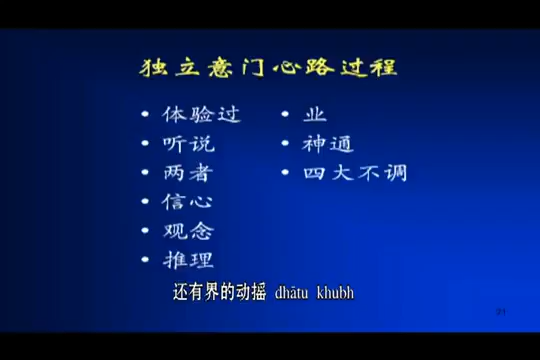 独立意门心路过程
• 体验过
• 听说
• 两者
• 信心
• 观念
• 推理
• 业
• 神通
• 四大不调
还有界的动摇 dhātu khubh
21